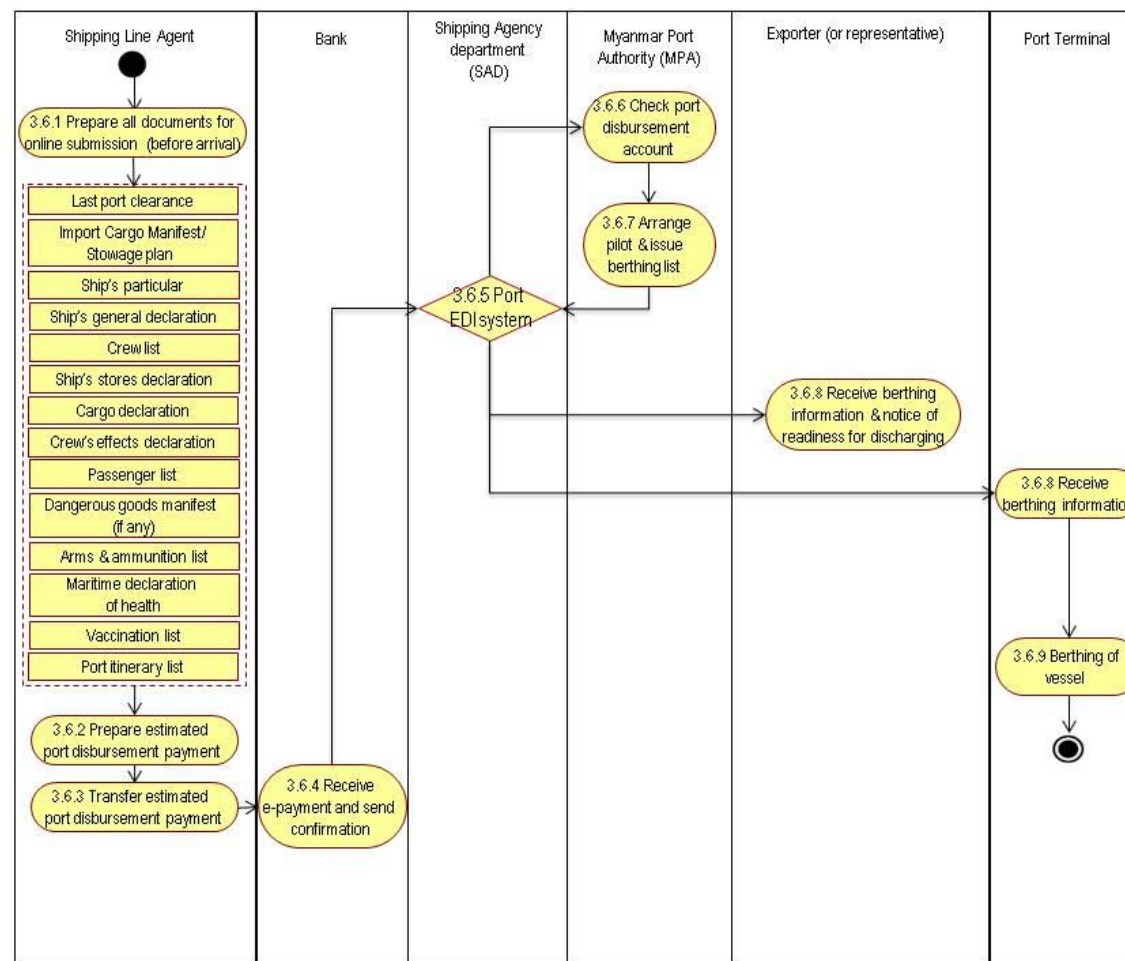 Shipping Line Agent
Bank
Shipping Agency
department
(SAD)
Myanmar Port
Authority (MPA)
Exporter (or representative)
Port Terminal
3.6.1 Prepare all documents for
online submission (before arrival)
Last port clearance
Import Cargo Manifest/
Stowage plan
Ship's particular
Ship's general declaration
Crew list
Ship's stores declaration
Cargo declaration
Crew's effects declaration
Passenger list
Dangerous goods manifest
(if any)
Arms & ammunition list
Maritime declaration
of health
Vaccination list
Port itinerary list
3.6.2 Prepare estimated
port disbursement payment
3.6.3 Transfer estimated
port disbursement payment
3.6.4 Receive
e-payment and send
confirmation
3.6.5 Port
EDI system
3.6.6 Check port
disbursement
account
3.6.7 Arrange
pilot & issue
berthing list
3.6.8 Receive berthing
information & notice of
readiness for discharging
3.6.8 Receive
berthing information
3.6.9 Berthing of
vessel